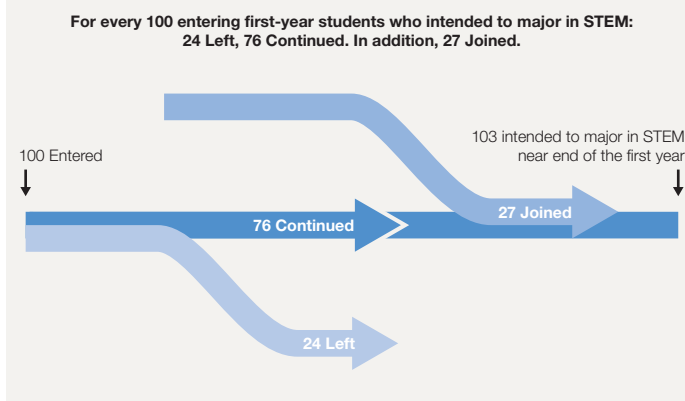 For every 100 entering first-year students who intended to major in STEM:
24 Left, 76 Continued. In addition, 27 Joined.
103 intended to major in STEM
near end of the first year
100 Entered
27 Joined
76 Continued
24 Left